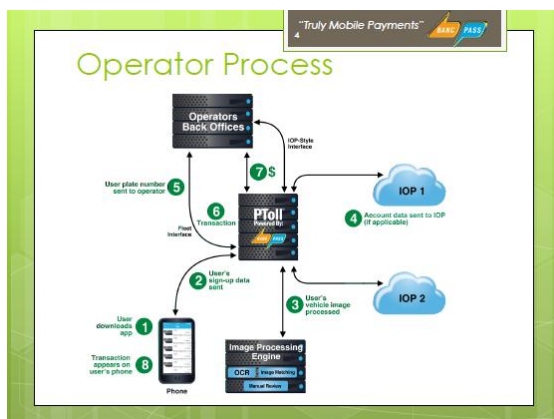 "Truly Mobile Payments"
4
BANG PASS
Operator Process
Operators
Back Offices
IOP-Style
Interface
7 $
User plate number
sent to operator
5
6
Transaction
Fleet
Interface
PToll
Powered By:
BANG PASS
IOP 1
4
Account data sent to IOP
(if applicable)
2
User's
sign-up data
sent
3
User's
vehicle image
processed
IOP 2
User
downloads
app
1
Transaction
appears on
user's phone
8
Phone
Image Processing
Engine
OCR
Image Matching
Manual Review